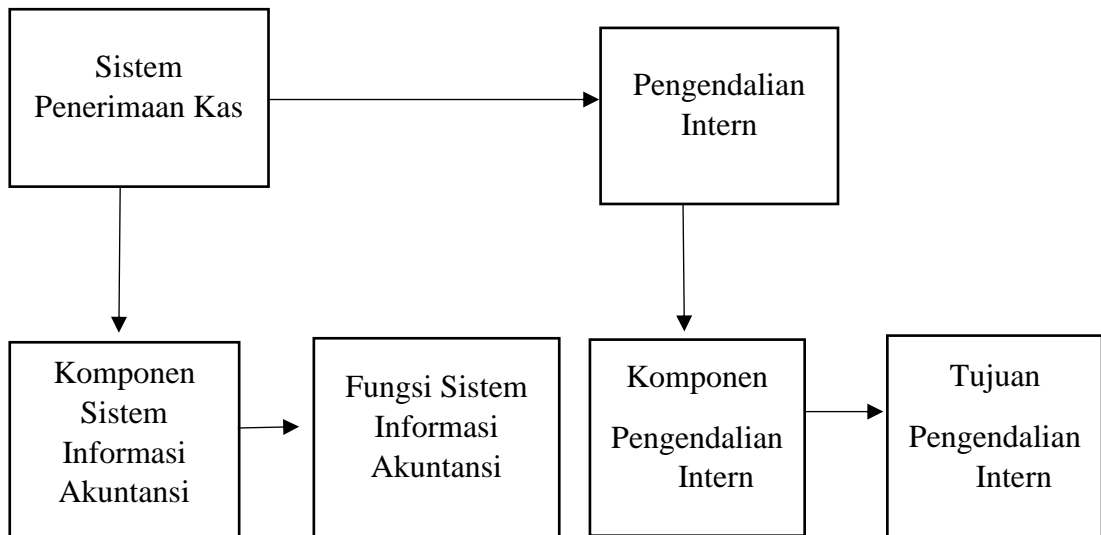 Sistem
Penerimaan Kas
Pengendalian
Intern
Komponen
Sistem
Informasi
Akuntansi
Fungsi Sistem
Informasi
Akuntansi
Komponen
Pengendalian
Intern
Tujuan
Pengendalian
Intern